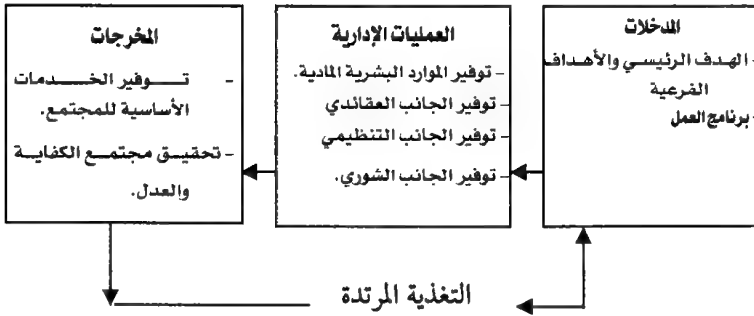 المدخلات
- الهدف الرئيسي والأهداف
الفرعية
- برنامج العمل
العمليات الإدارية
- توفير الموارد البشرية المادية.
توفير الجانب العقائدي
- توفير الجانب التنظيمي
- توفير الجانب الشوري.
المخرجات
- توفير الخدمات
الأساسية للمجتمع.
- تحقيق مجتمع الكفاية
والعدل.
التغذية المرتدة